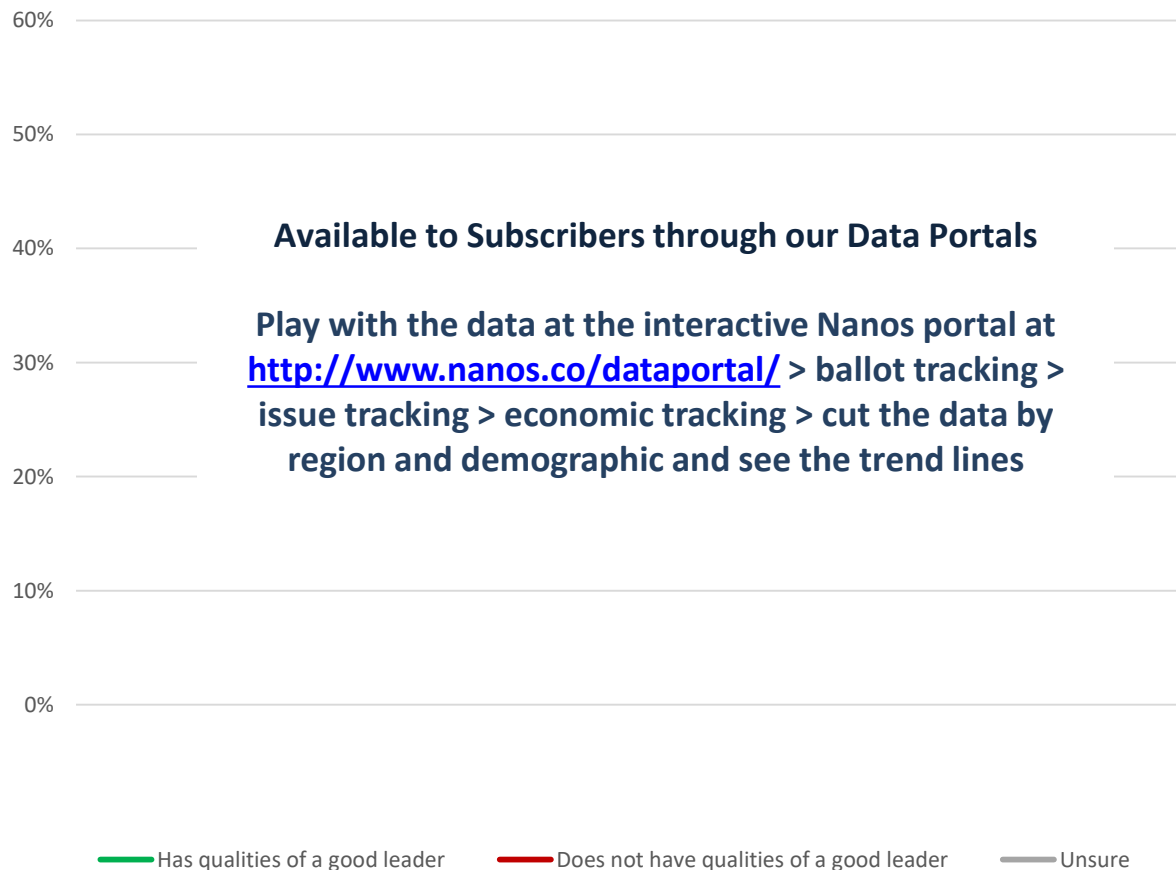 60%
50%
40%
30%
20%
10%
0%
Available to Subscribers through our Data Portals
Play with the data at the interactive Nanos portal at
http://www.nanos.co/dataportal/ > ballot tracking >
issue tracking > economic tracking > cut the data by
region and demographic and see the trend lines
Has qualities of a good leader
Does not have qualities of a good leader
Unsure